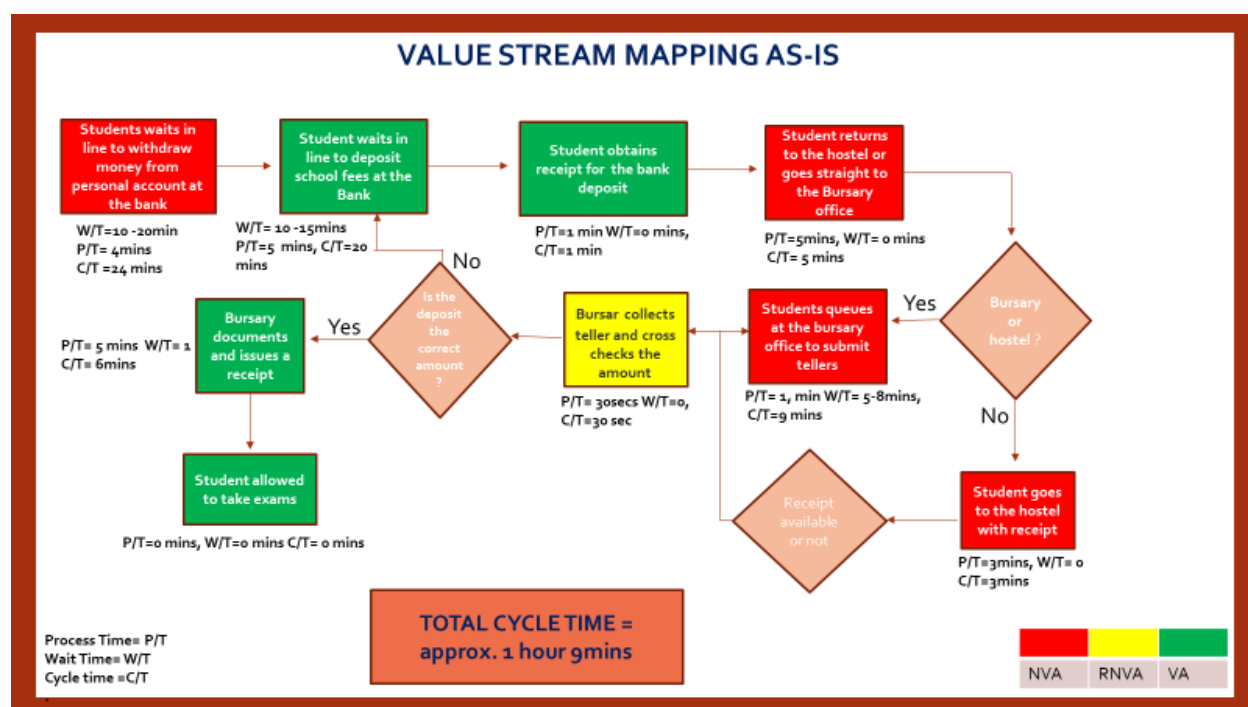 VALUE STREAM MAPPING AS-IS
Students waits in
line to withdraw
money from
personal account at
the bank
W/T=10 -20min
P/T= 4mins
C/T =24 mins
Student waits in
line to deposit
school fees at the
Bank
W/T= 10 -15mins
P/T=5 mins, C/T=20
mins
Student obtains
receipt for the bank
deposit
P/T=1 min W/T=0 mins,
C/T=1 min
Student returns
to the hostel or
goes straight to
the Bursary
office
P/T=5mins, W/T= 0 mins
C/T= 5 mins
Bursary
or
hostel ?
Yes
No
Students queues
at the bursary
office to submit
tellers
P/T= 1, min W/T= 5-8mins,
C/T=9 mins
Student goes
to the hostel
with receipt
P/T=3mins, W/T= 0
C/T=3mins
Receipt
available
or not
Bursar collects
teller and cross
checks the
amount
P/T= 30secs W/T=0,
C/T=30 sec
Is the
deposit
the
correct
amount
?
No
Yes
Bursary
documents
and issues a
receipt
P/T= 5 mins W/T= 1
C/T= 6mins
Student allowed
to take exams
P/T=0 mins, W/T=0 mins C/T= 0 mins
TOTAL CYCLE TIME =
approx. 1 hour 9mins
Process Time= P/T
Wait Time= W/T
Cycle time =C/T
.
NVA RNVA VA